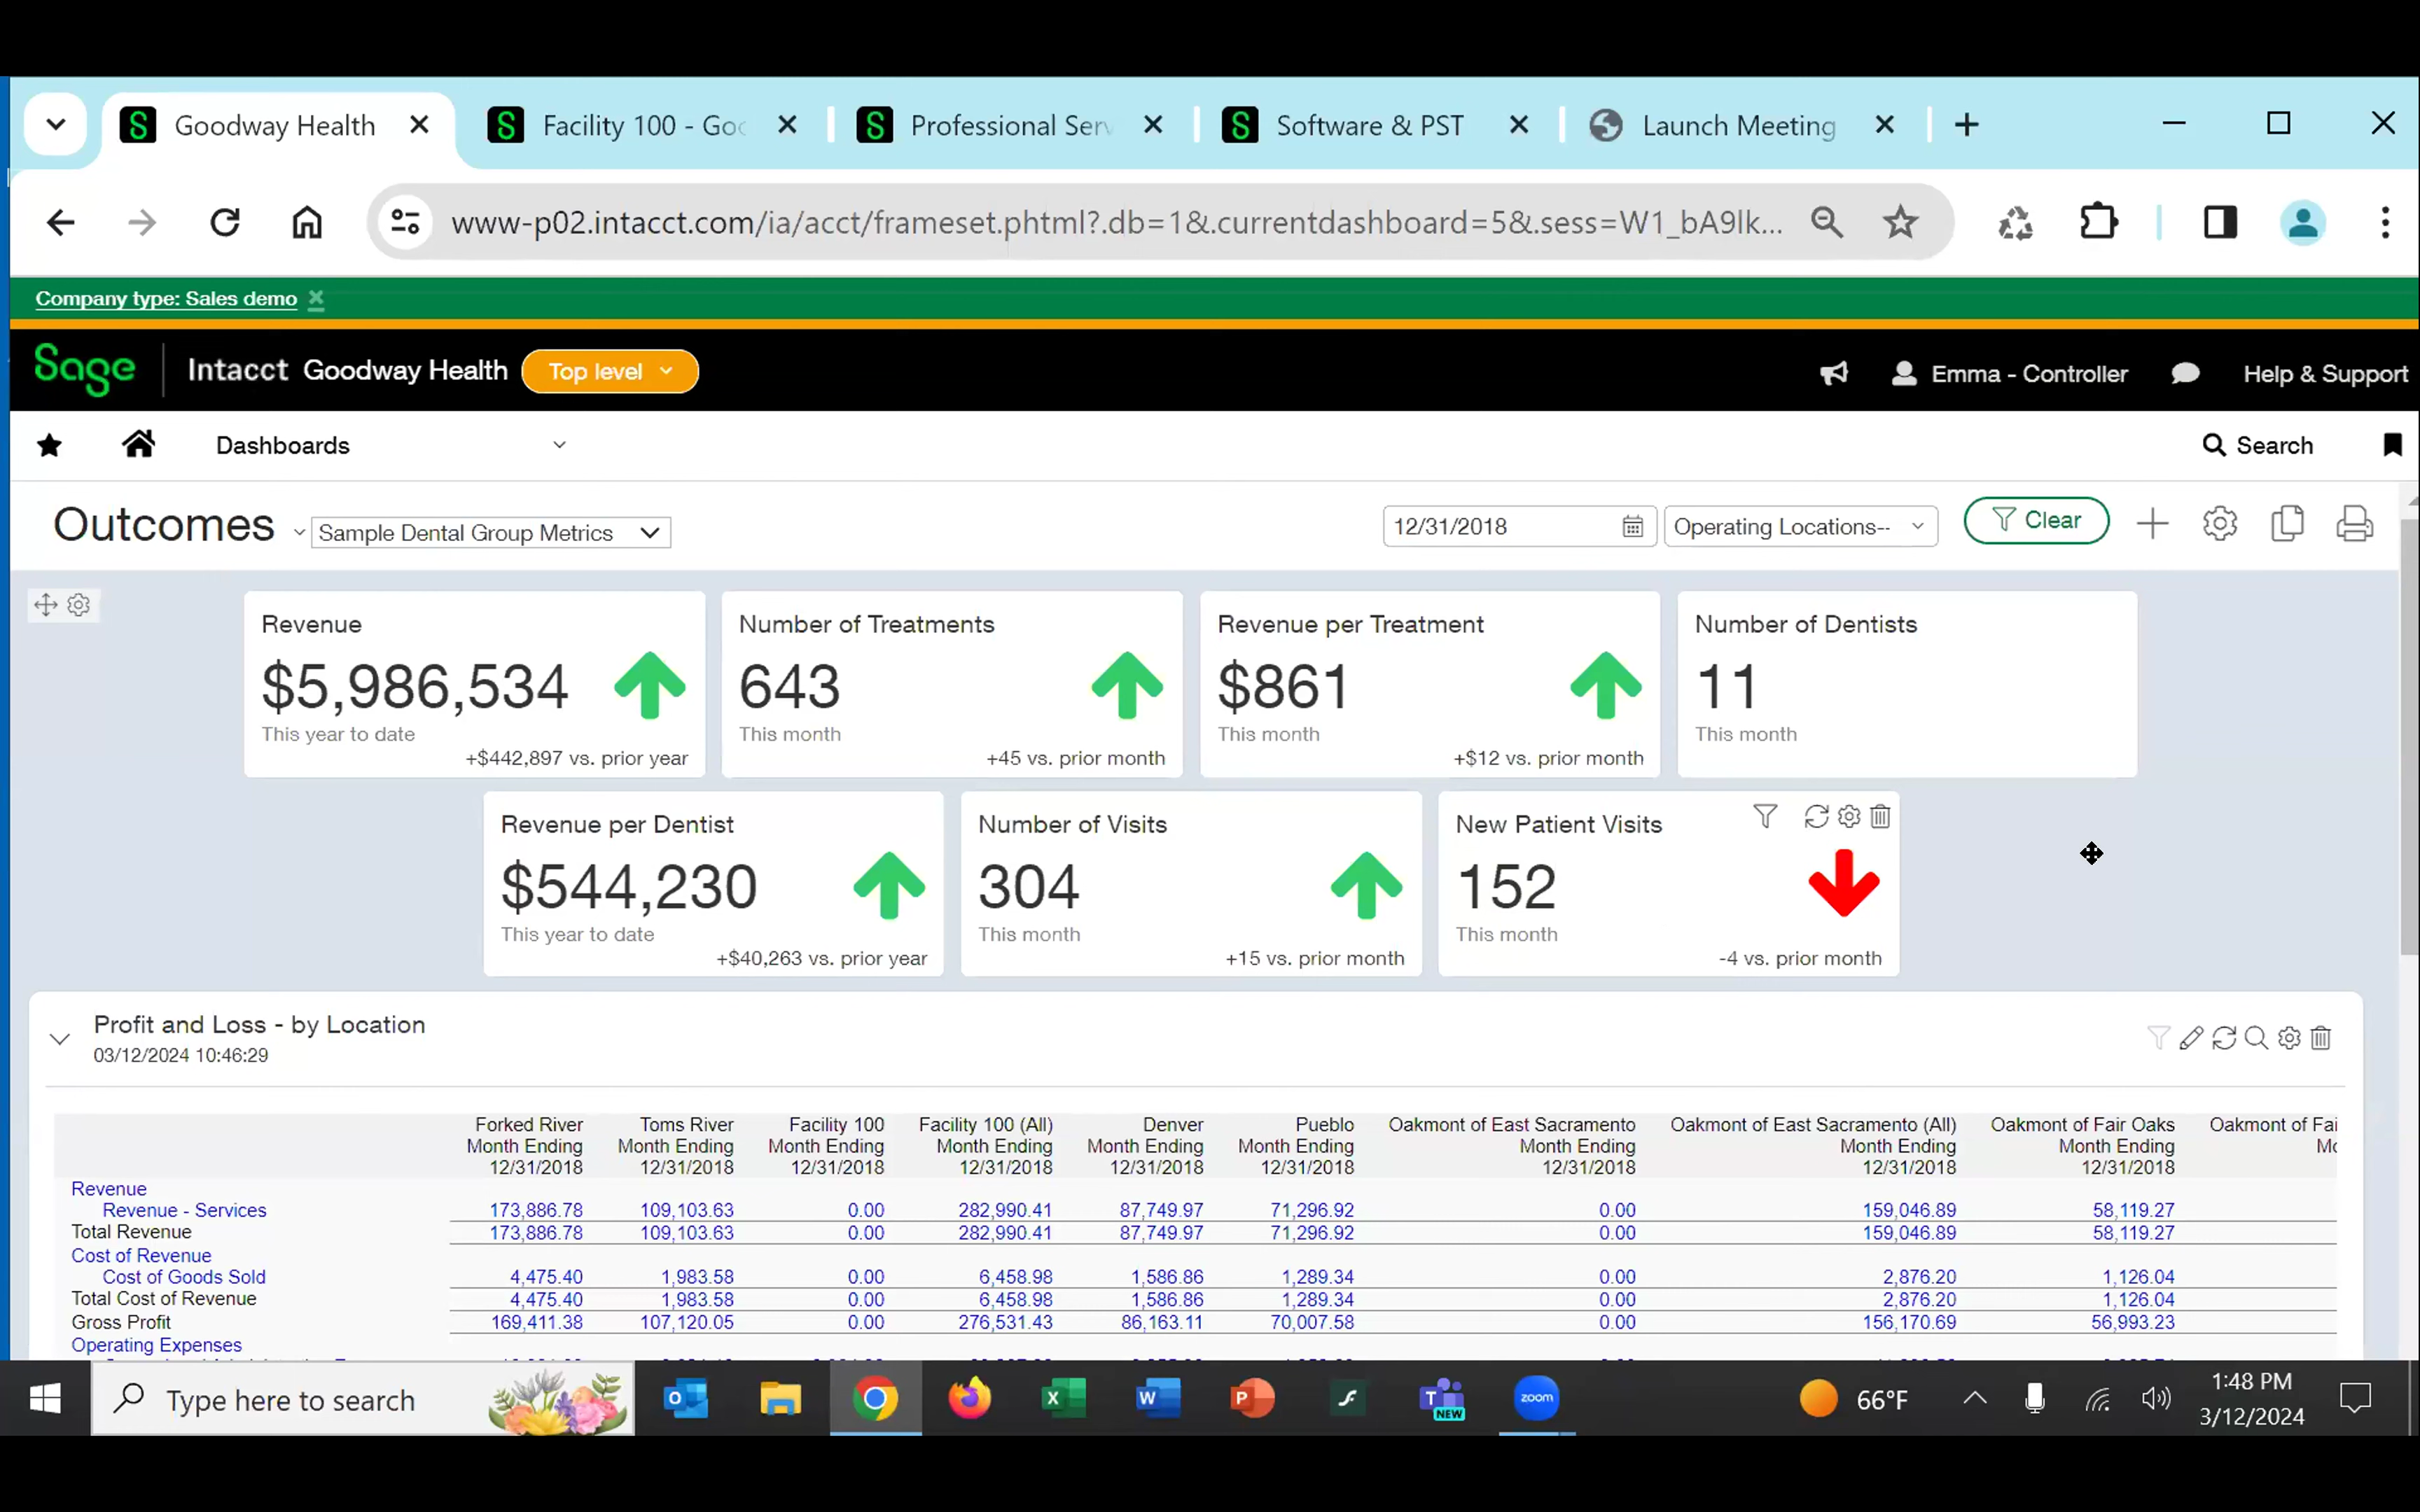 Goodway Health
Facility 100 - Goo
Professional Serv
Software & PST
Launch Meeting
www-p02.intacct.com/ia/acct/frameset.phtml?.db=1&.currentdashboard=5&.sess=W1_bA9lk...
Company type: Sales demo
Sage Intacct Goodway Health Top level
Emma - Controller
Help & Support
Dashboards
Search
Outcomes
Sample Dental Group Metrics
12/31/2018
Operating Locations--
Clear
Revenue
$5,986,534
This year to date
+$442,897 vs. prior year
Number of Treatments
643
This month
+45 vs. prior month
Revenue per Treatment
$861
This month
+$12 vs. prior month
Number of Dentists
11
This month
Revenue per Dentist
$544,230
This year to date
+$40,263 vs. prior year
Number of Visits
304
This month
+15 vs. prior month
New Patient Visits
152
This month
-4 vs. prior month
Profit and Loss - by Location
03/12/2024 10:46:29
Forked River Toms River Facility 100 Facility 100 (All) Denver Pueblo Oakmont of East Sacramento Oakmont of East Sacramento (All) Oakmont of Fair Oaks Oakmont of Fai
Month Ending Month Ending Month Ending Month Ending Month Ending Month Ending Month Ending Month Ending Month Ending Mo
12/31/2018 12/31/2018 12/31/2018 12/31/2018 12/31/2018 12/31/2018 12/31/2018 12/31/2018 12/31/2018
Revenue
Revenue - Services 173,886.78 109,103.63 0.00 282,990.41 87,749.97 71,296.92 0.00 159,046.89 58,119.27
Total Revenue 173,886.78 109,103.63 0.00 282,990.41 87,749.97 71,296.92 0.00 159,046.89 58,119.27
Cost of Revenue
Cost of Goods Sold 4,475.40 1,983.58 0.00 6,458.98 1,586.86 1,289.34 0.00 2,876.20 1,126.04
Total Cost of Revenue 4,475.40 1,983.58 0.00 6,458.98 1,586.86 1,289.34 0.00 2,876.20 1,126.04
Gross Profit 169,411.38 107,120.05 0.00 276,531.43 86,163.11 70,007.58 0.00 156,170.69 56,993.23
Operating Expenses
Type here to search
NEW
zoom
66°F
1:48 PM
3/12/2024